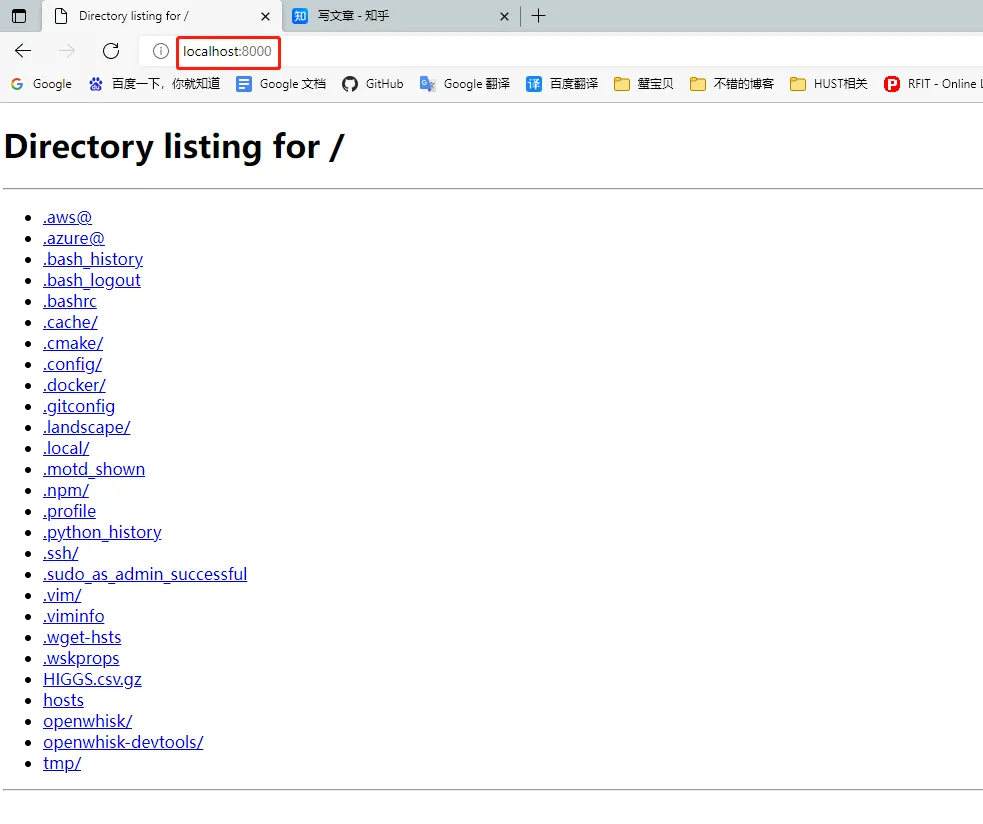 Directory listing for /
知 写文章 - 知乎
localhost:8000
Google 百度一下，你就知道 Google 文档 GitHub Google 翻译 译 百度翻译 蟹宝贝 不错的博客 HUST相关 RFIT - Online
Directory listing for /
.aws@
.azure@
.bash_history
.bash_logout
.bashrc
.cache/
.cmake/
.config/
.docker/
.gitconfig
.landscape/
.local/
.motd_shown
.npm/
.profile
.python_history
.ssh/
.sudo_as_admin_successful
.vim/
.viminfo
.wget-hsts
.wskprops
HIGGS.csv.gz
hosts
openwhisk/
openwhisk-devtools/
tmp/